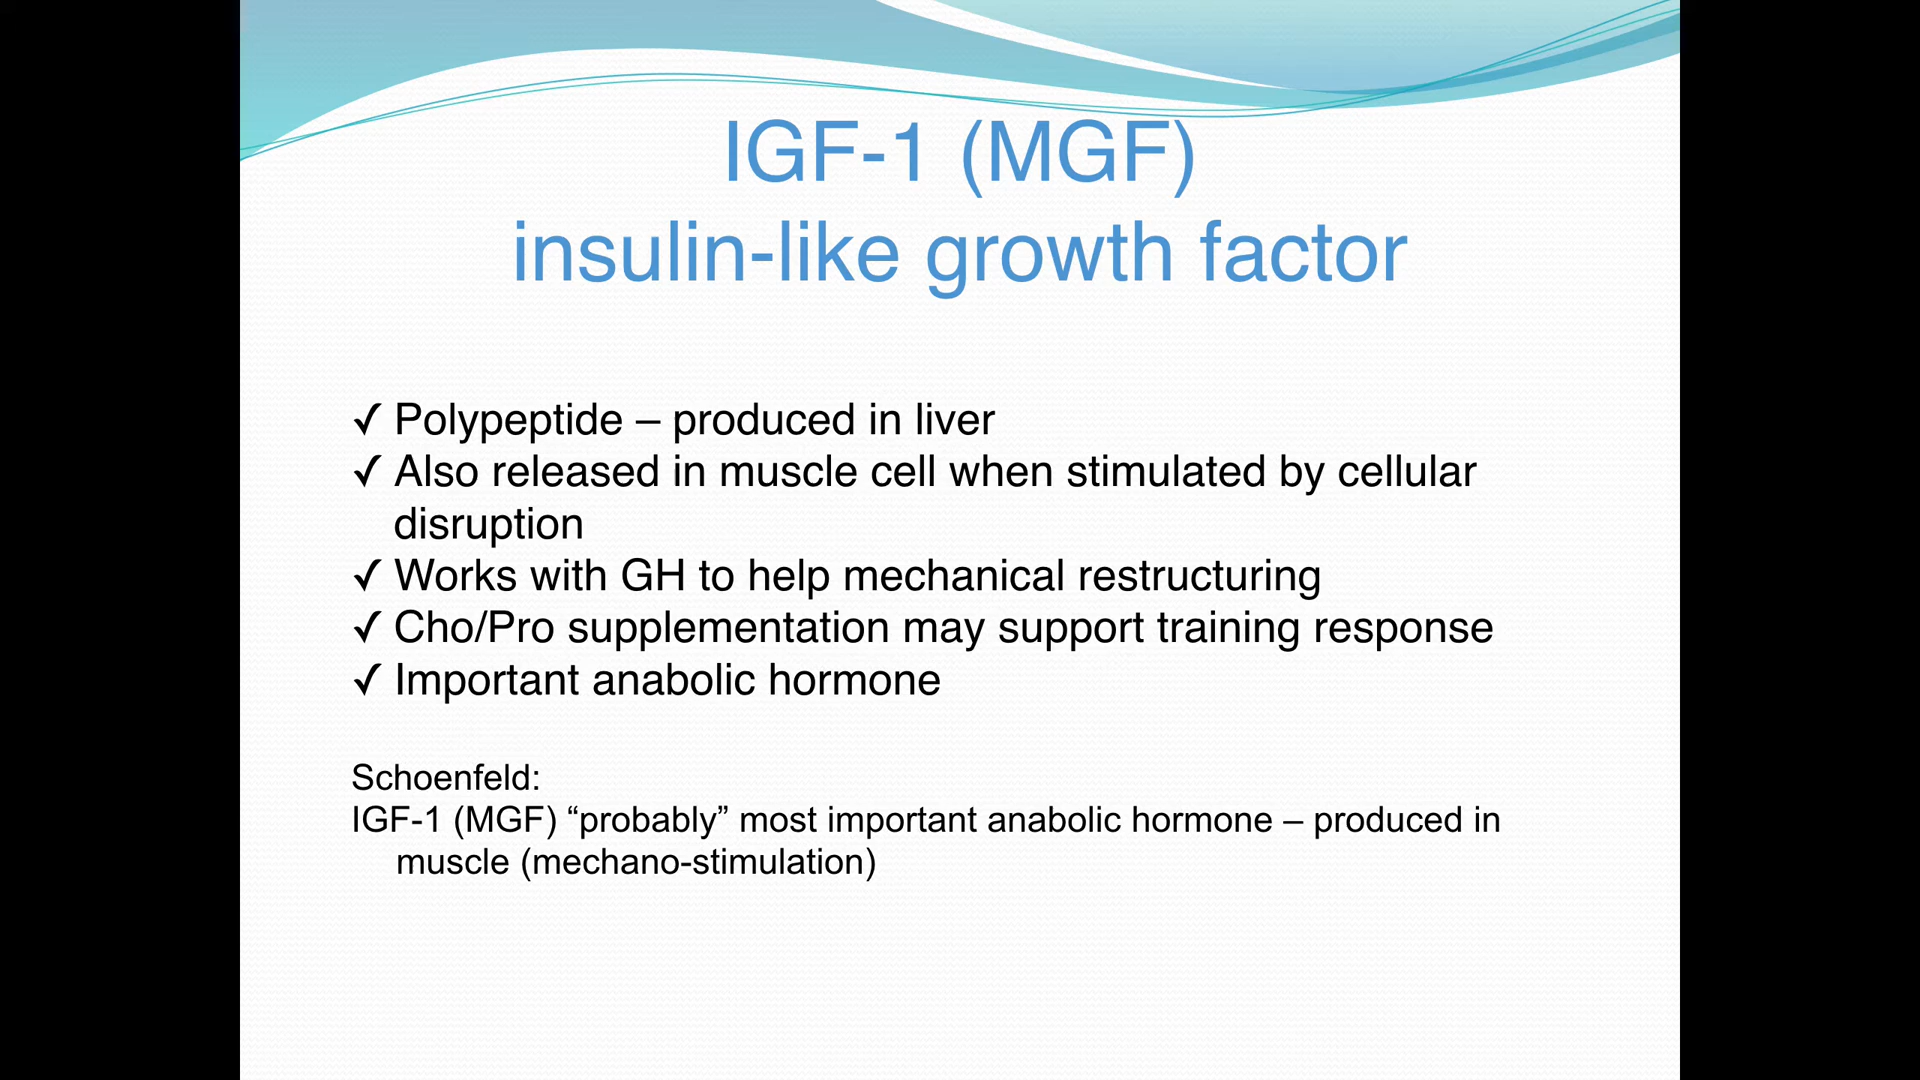 IGF-1 (MGF)
insulin-like growth factor
✓ Polypeptide – produced in liver
✓ Also released in muscle cell when stimulated by cellular
disruption
✓ Works with GH to help mechanical restructuring
✓ Cho/Pro supplementation may support training response
✓ Important anabolic hormone
Schoenfeld:
IGF-1 (MGF) “probably” most important anabolic hormone – produced in
muscle (mechano-stimulation)